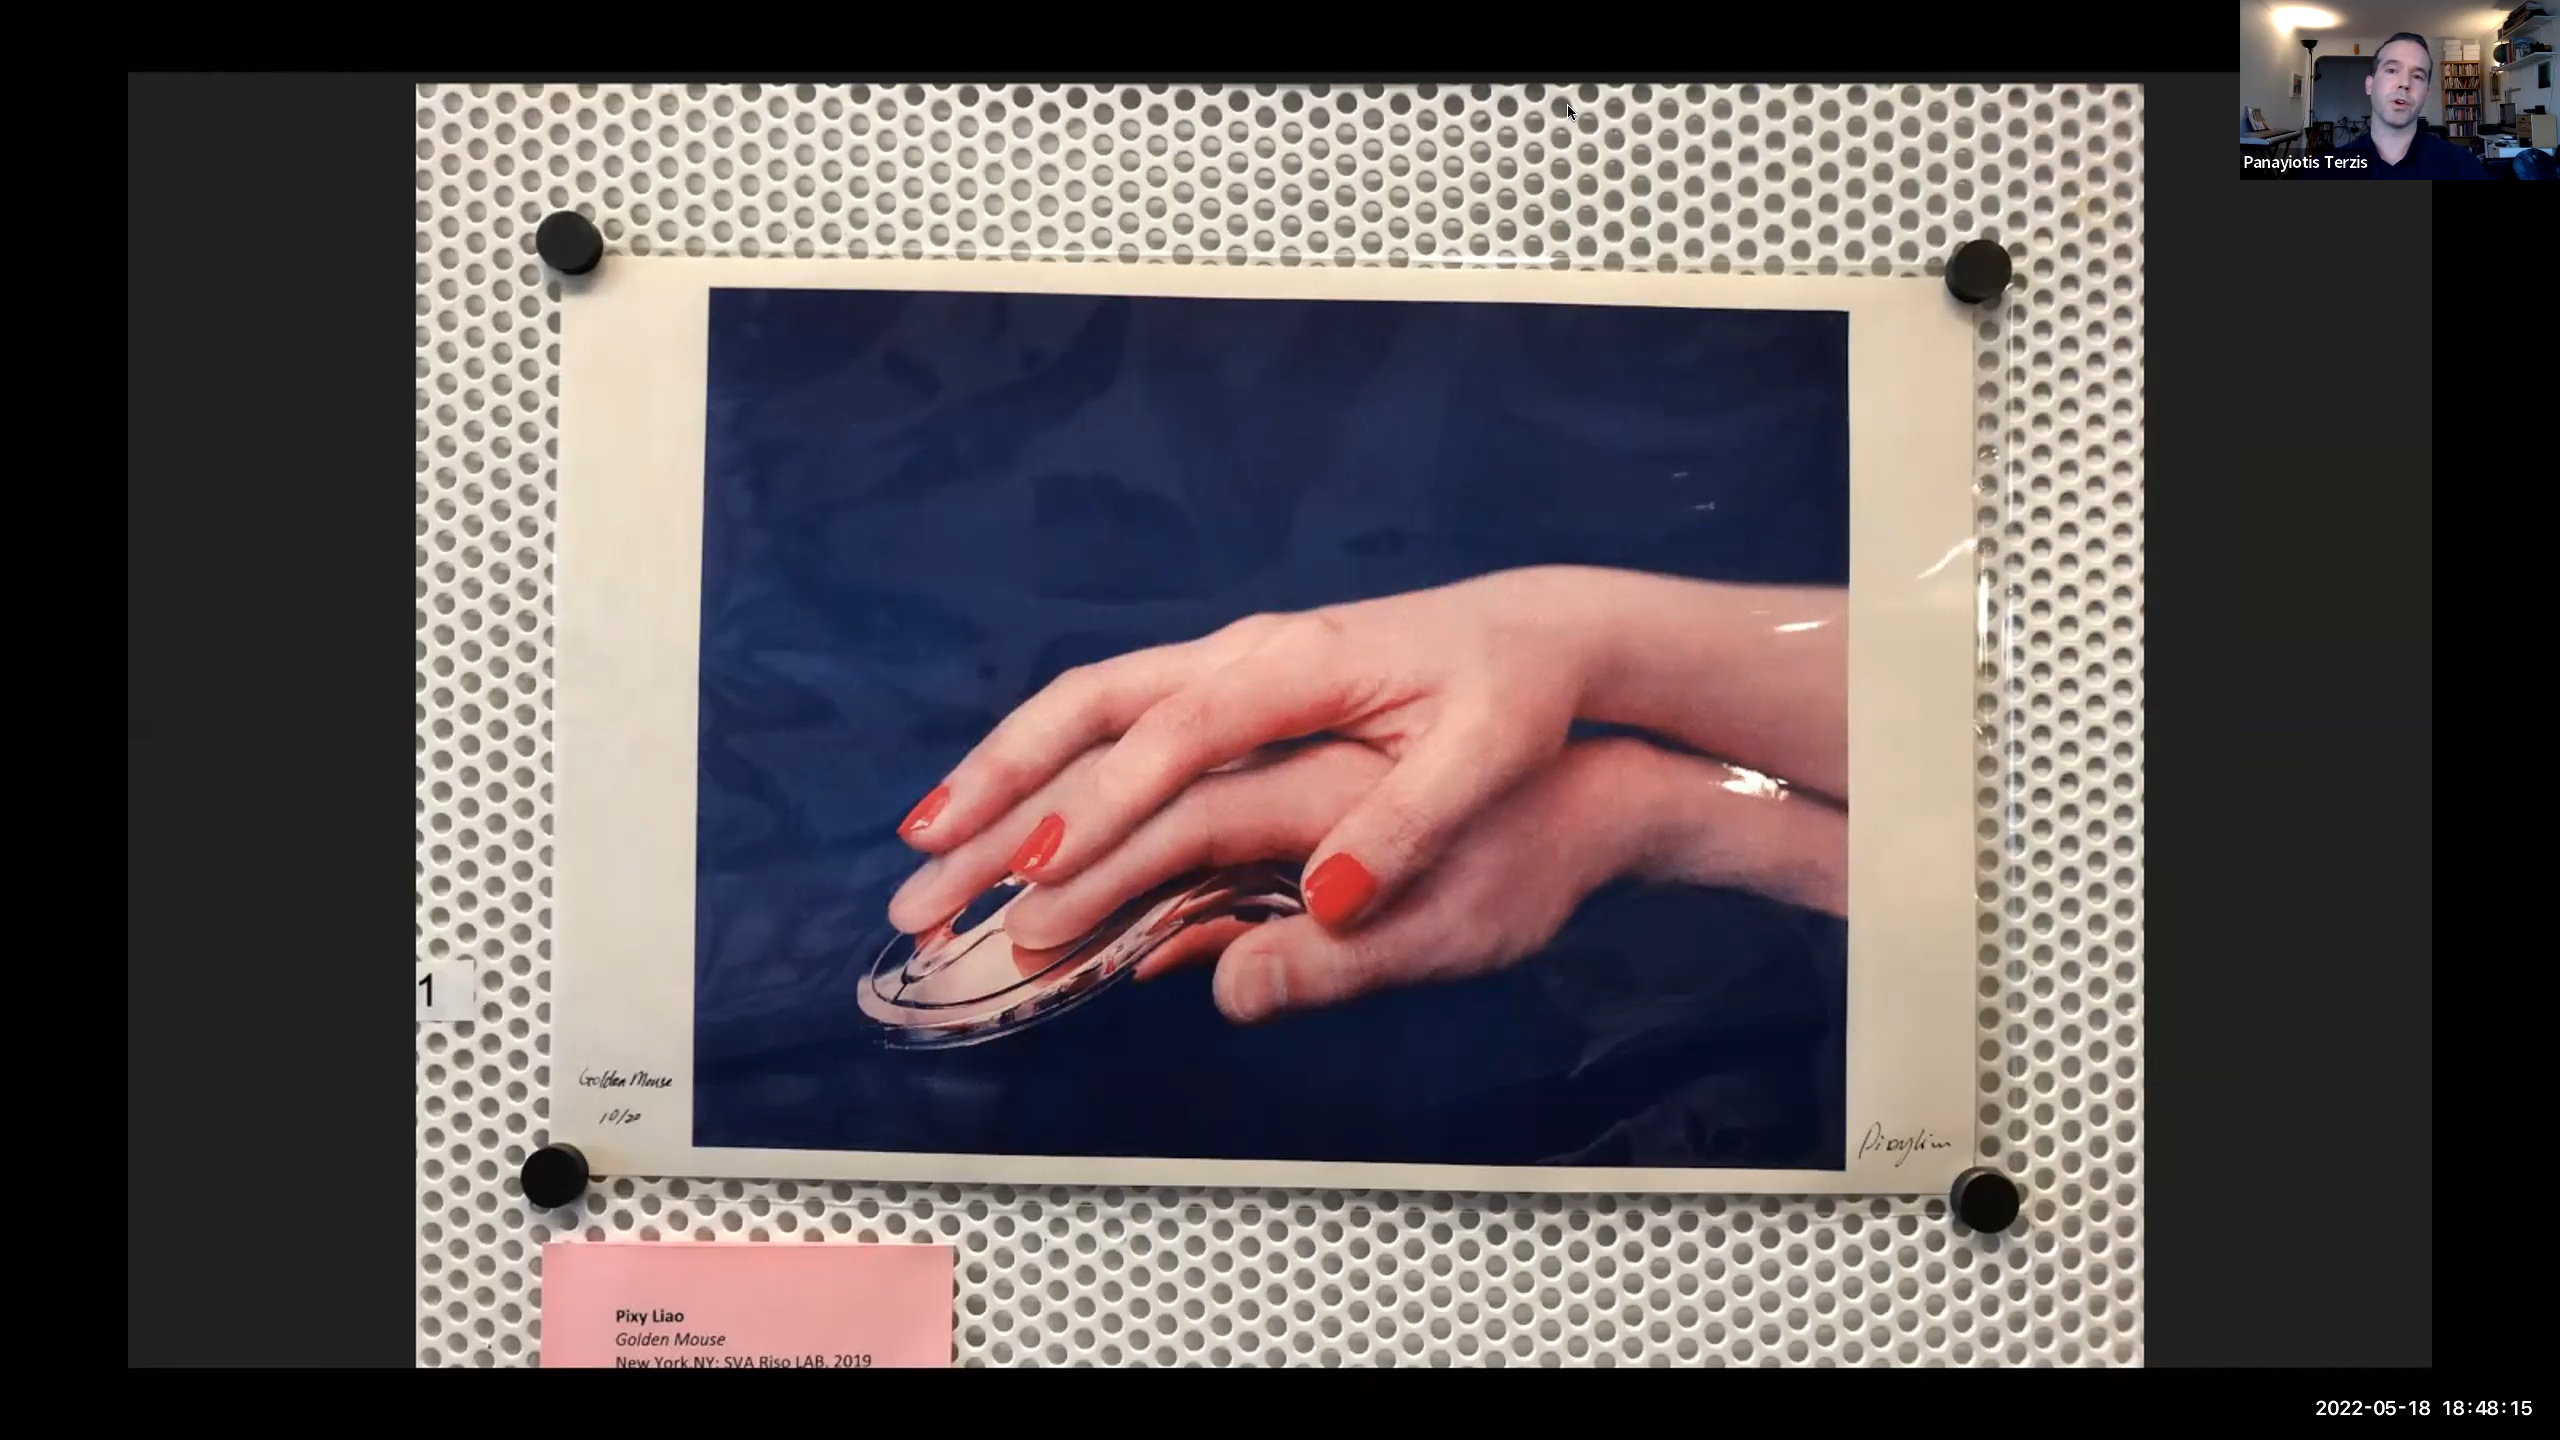 Panayiotis Terzis
1
Golden Mouse
10/20
Pixyliao
Pixy Liao
Golden Mouse
New York,NY: SVA Riso LAB, 2019
2022-05-18 18:48:15